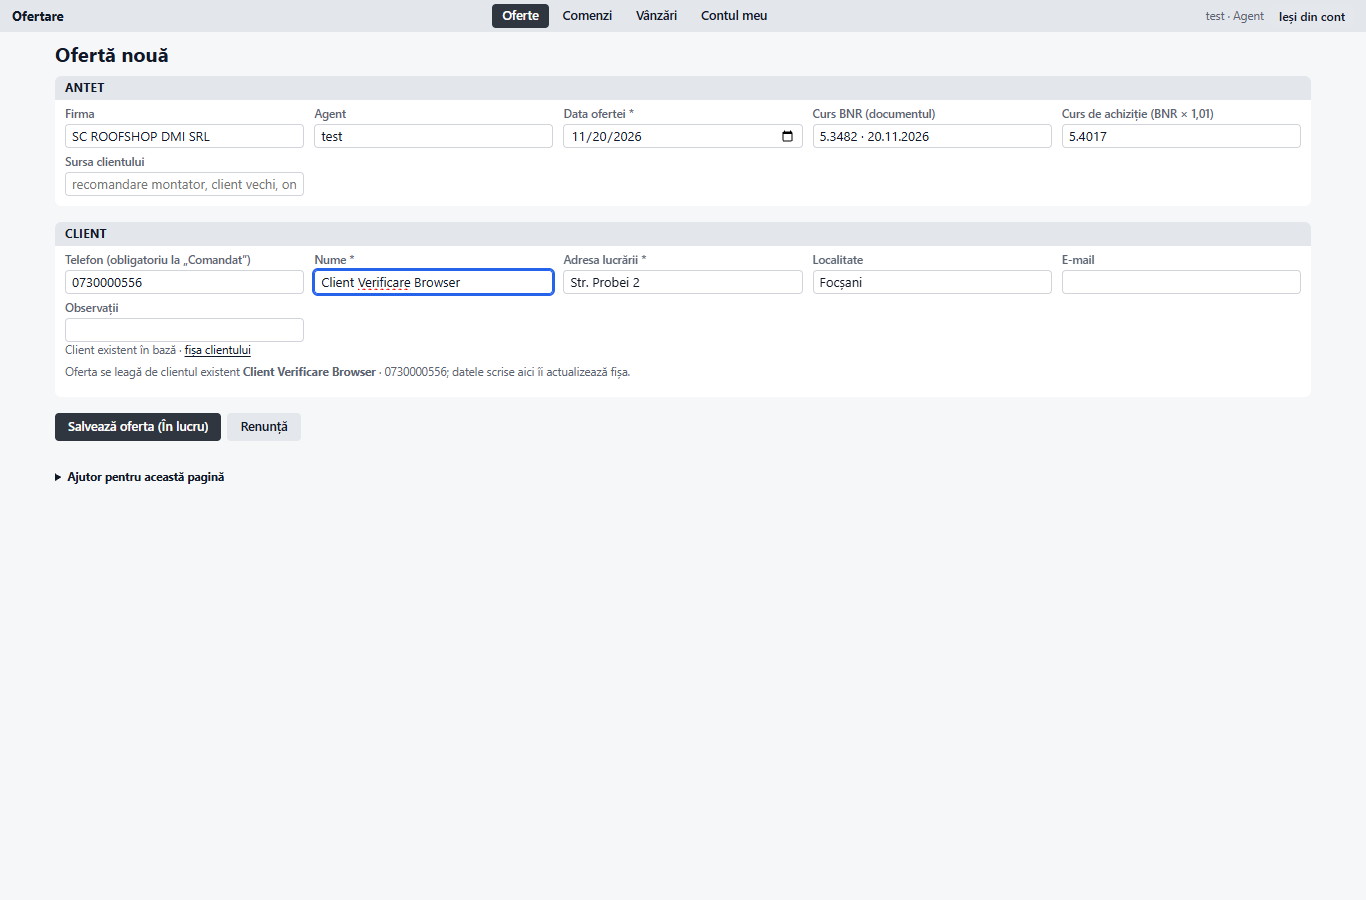 Ofertare Oferte Comenzi Vânzări Contul meu test · Agent Ieși din cont
Ofertă nouă
ANTET
Firma Agent Data ofertei * Curs BNR (documentul) Curs de achiziție (BNR × 1,01)
SC ROOFSHOP DMI SRL test 11/20/2026 5.3482 · 20.11.2026 5.4017
Sursa clientului
recomandare montator, client vechi, on
CLIENT
Telefon (obligatoriu la „Comandat”) Nume * Adresa lucrării * Localitate E-mail
0730000556 Client Verificare Browser Str. Probei 2 Focșani
Observații
Client existent în bază · fișa clientului
Oferta se leagă de clientul existent Client Verificare Browser · 0730000556; datele scrise aici îi actualizează fișa.
Salvează oferta (În lucru) Renunță
Ajutor pentru această pagină